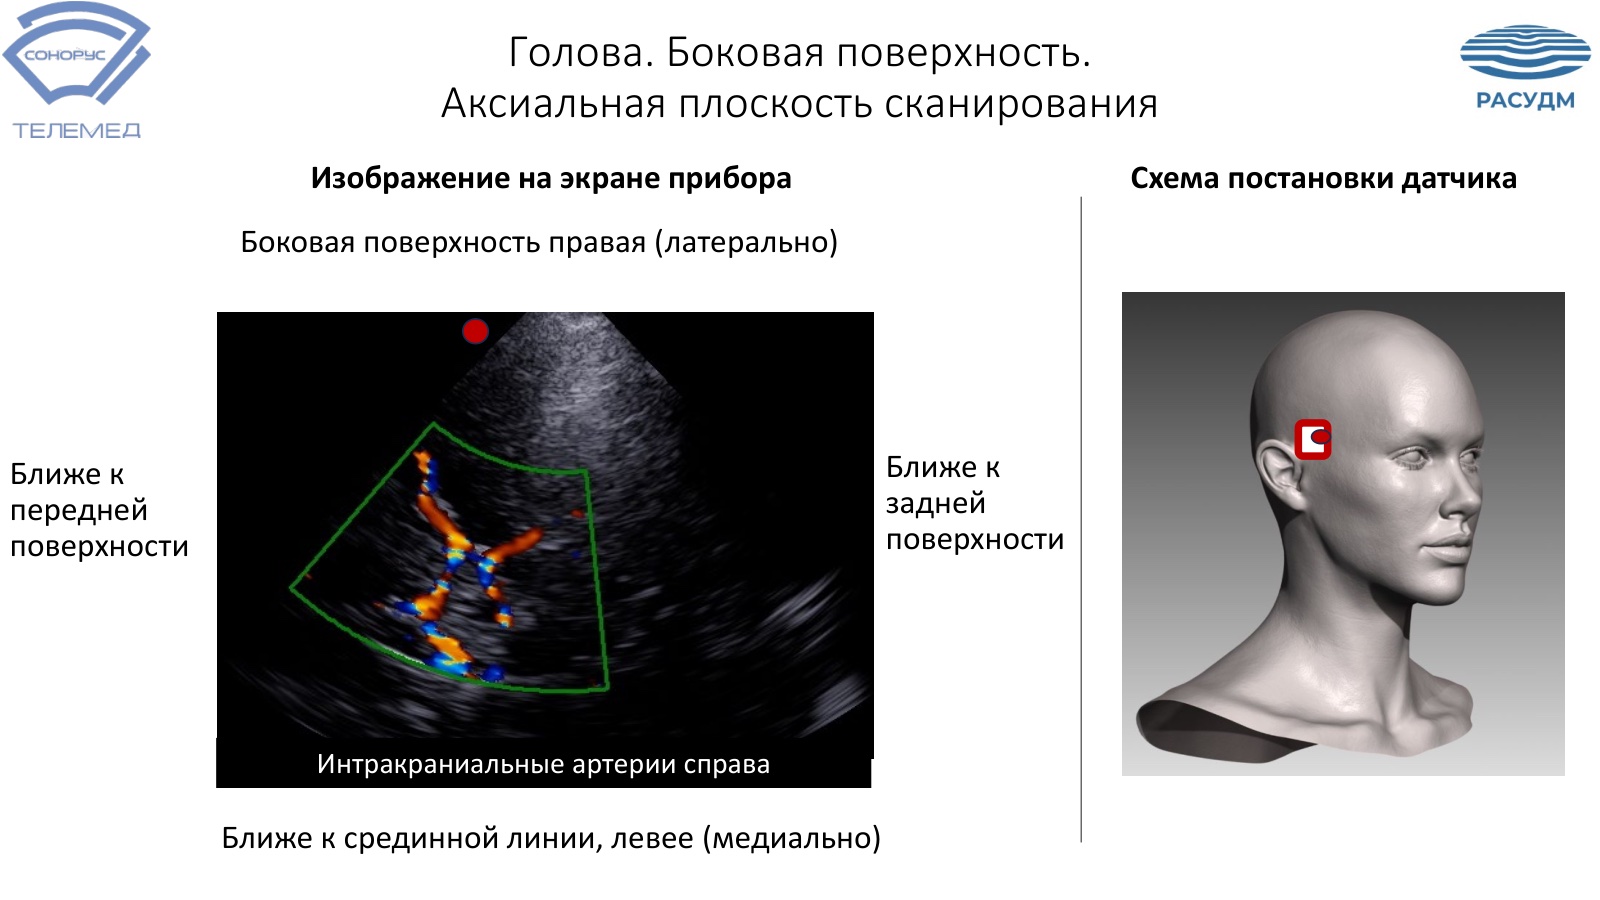 СОНОРУС
ТЕЛЕМЕД
Голова. Боковая поверхность.
Аксиальная плоскость сканирования
РАСУДМ
Изображение на экране прибора
Схема постановки датчика
Боковая поверхность правая (латерально)
Ближе к
передней
поверхности
Ближе к
задней
поверхности
Интракраниальные артерии справа
Ближе к срединной линии, левее (медиально)